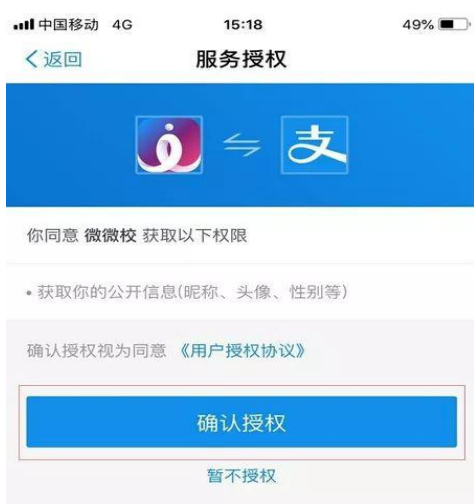 中国移动 4G 15:18 49%
返回 服务授权
支
你同意 微微校 获取以下权限
• 获取你的公开信息(昵称、头像、性别等)
确认授权视为同意 《用户授权协议》
确认授权
暂不授权